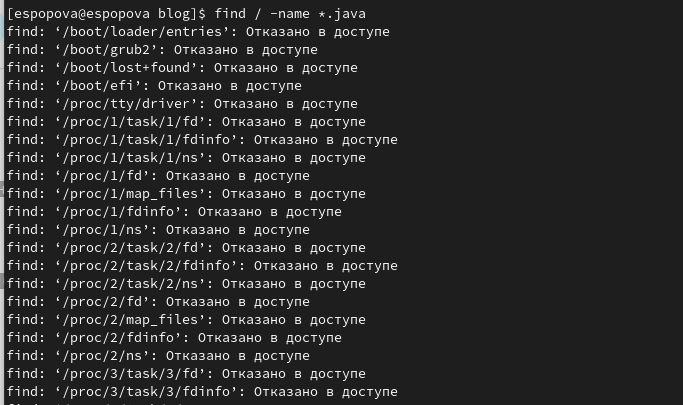 [espopova@espopova blog]$ find / -name *.java
find: ‘/boot/loader/entries’: Отказано в доступе
find: ‘/boot/grub2’: Отказано в доступе
find: ‘/boot/lost+found’: Отказано в доступе
find: ‘/boot/efi’: Отказано в доступе
find: ‘/proc/tty/driver’: Отказано в доступе
find: ‘/proc/1/task/1/fd’: Отказано в доступе
find: ‘/proc/1/task/1/fdinfo’: Отказано в доступе
find: ‘/proc/1/task/1/ns’: Отказано в доступе
find: ‘/proc/1/fd’: Отказано в доступе
find: ‘/proc/1/map_files’: Отказано в доступе
find: ‘/proc/1/fdinfo’: Отказано в доступе
find: ‘/proc/1/ns’: Отказано в доступе
find: ‘/proc/2/task/2/fd’: Отказано в доступе
find: ‘/proc/2/task/2/fdinfo’: Отказано в доступе
find: ‘/proc/2/task/2/ns’: Отказано в доступе
find: ‘/proc/2/fd’: Отказано в доступе
find: ‘/proc/2/map_files’: Отказано в доступе
find: ‘/proc/2/fdinfo’: Отказано в доступе
find: ‘/proc/2/ns’: Отказано в доступе
find: ‘/proc/3/task/3/fd’: Отказано в доступе
find: ‘/proc/3/task/3/fdinfo’: Отказано в доступе